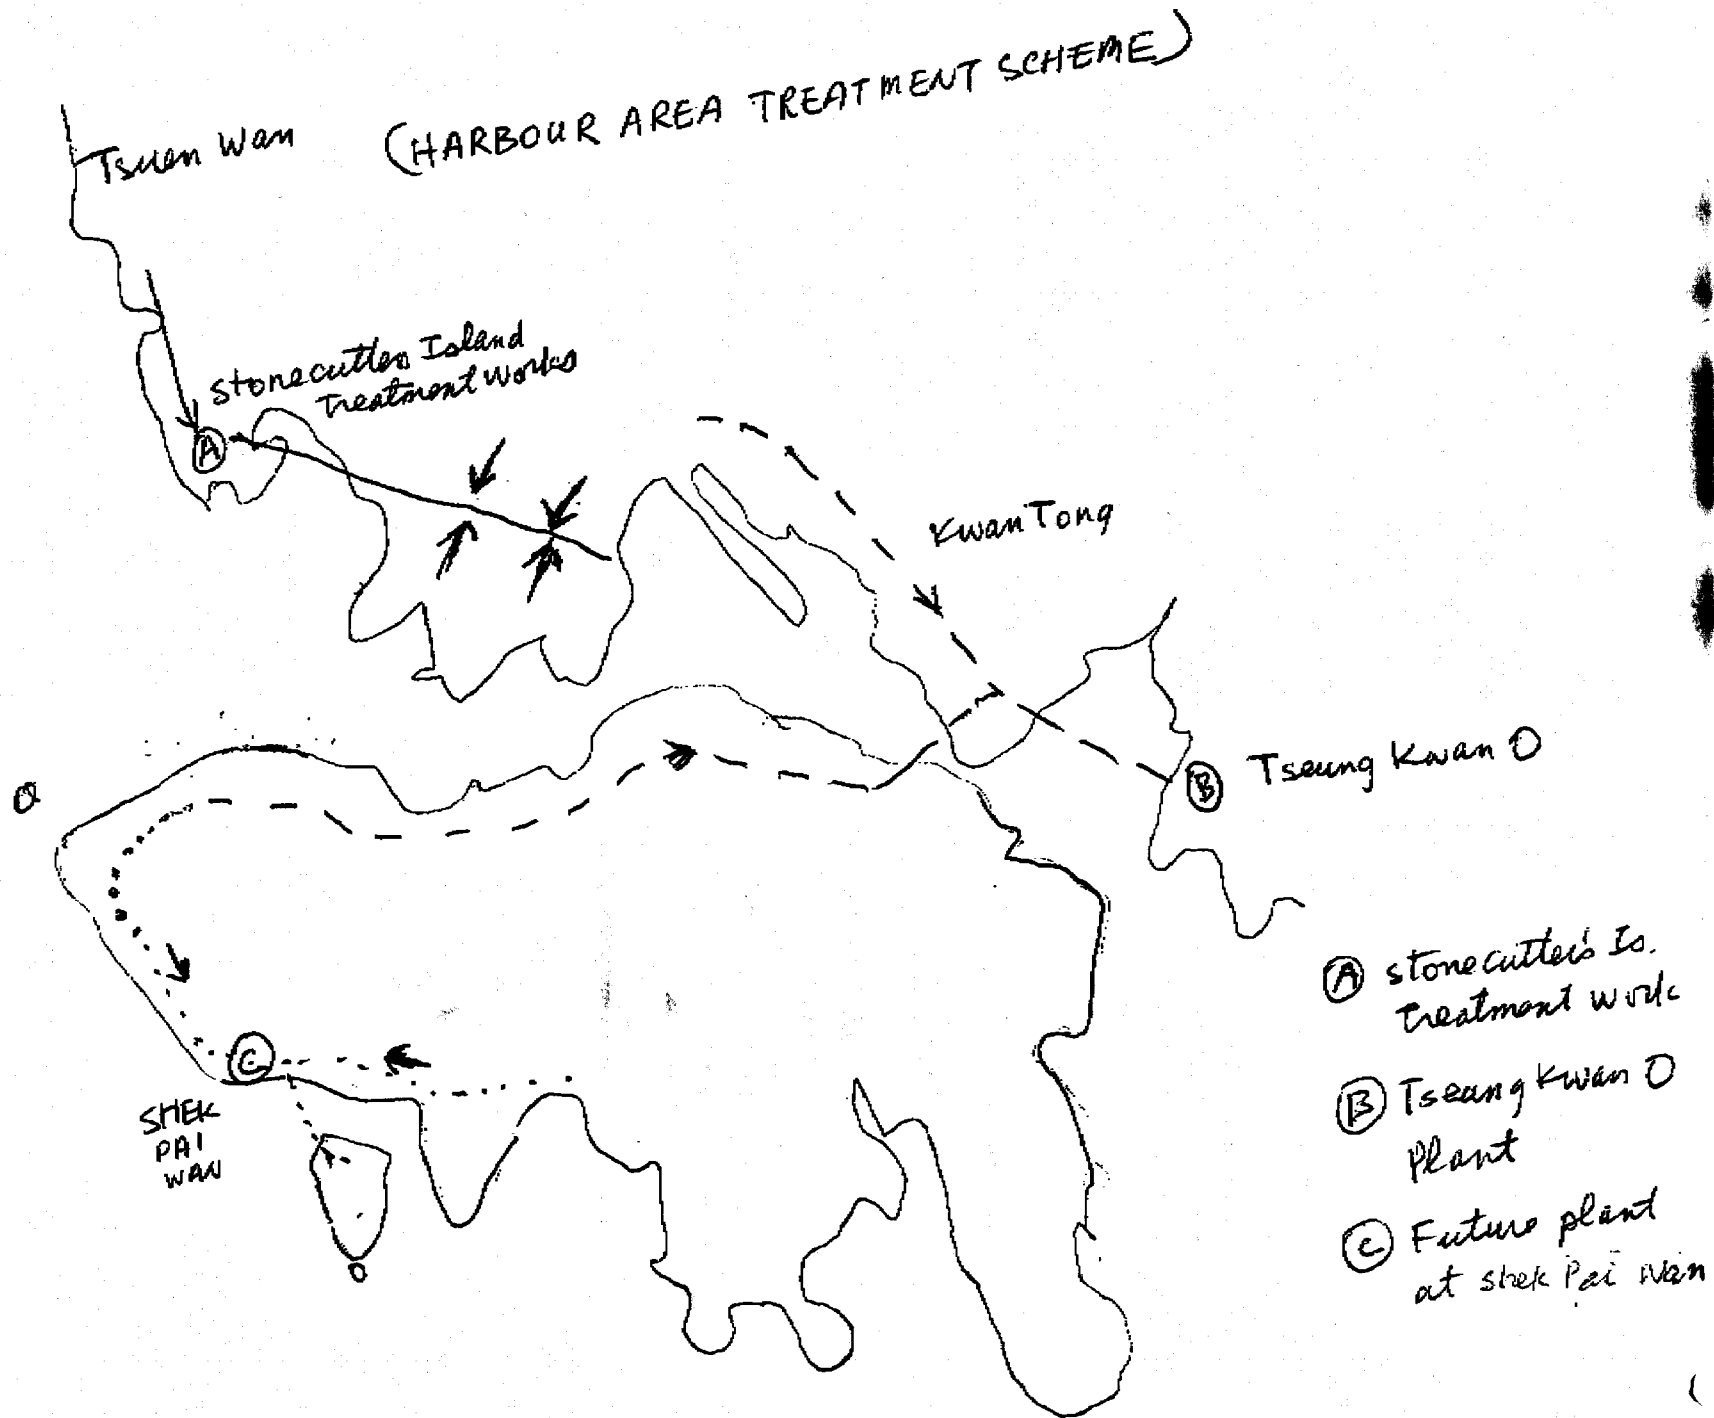 (HARBOUR AREA TREATMENT SCHEME)
Tsuen Wan
Stonecutters Island
Treatment Works
A
Kwan Tong
B
Tseung Kwan O
C
SHEK
PAI
WAN
A Stonecutter's Is.
Treatment Work
B Tseang Kwan O
Plant
C Future plant
at Shek Pai Wan